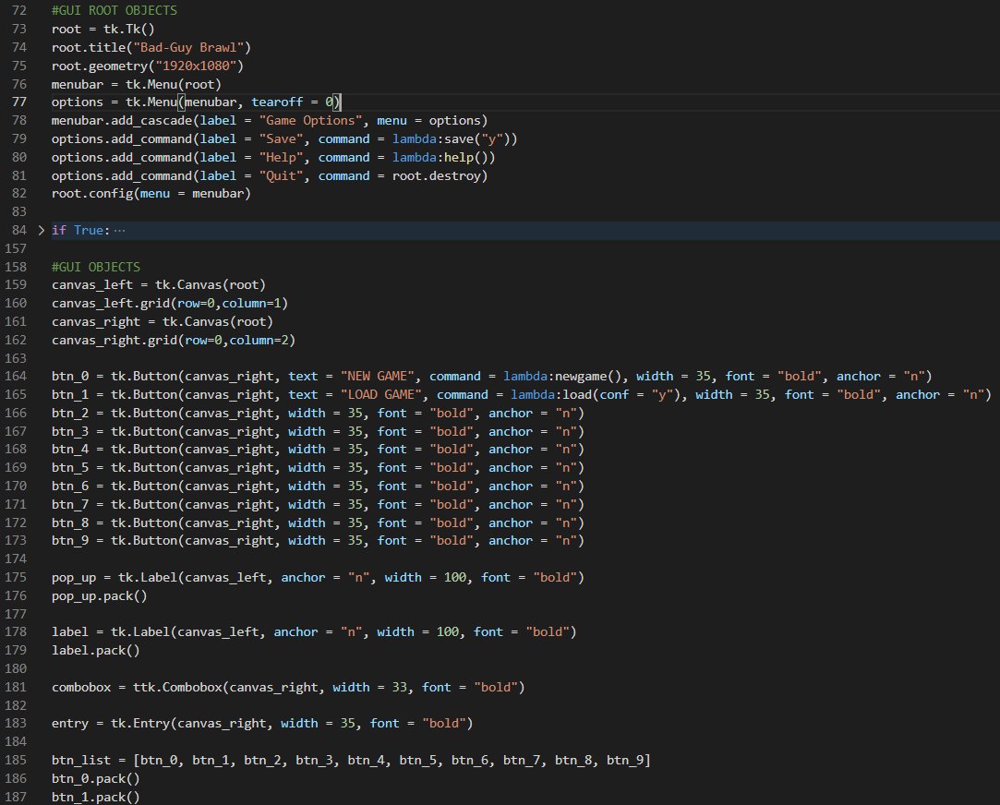 72 #GUI ROOT OBJECTS
73 root = tk.Tk()
74 root.title("Bad-Guy Brawl")
75 root.geometry("1920x1080")
76 menubar = tk.Menu(root)
77 options = tk.Menu(menubar, tearoff = 0)
78 menubar.add_cascade(label = "Game Options", menu = options)
79 options.add_command(label = "Save", command = lambda:save("y"))
80 options.add_command(label = "Help", command = lambda:help())
81 options.add_command(label = "Quit", command = root.destroy)
82 root.config(menu = menubar)
83
84 > if True:···
157
158 #GUI OBJECTS
159 canvas_left = tk.Canvas(root)
160 canvas_left.grid(row=0,column=1)
161 canvas_right = tk.Canvas(root)
162 canvas_right.grid(row=0,column=2)
163
164 btn_0 = tk.Button(canvas_right, text = "NEW GAME", command = lambda:newgame(), width = 35, font = "bold", anchor = "n")
165 btn_1 = tk.Button(canvas_right, text = "LOAD GAME", command = lambda:load(conf = "y"), width = 35, font = "bold", anchor = "n")
166 btn_2 = tk.Button(canvas_right, width = 35, font = "bold", anchor = "n")
167 btn_3 = tk.Button(canvas_right, width = 35, font = "bold", anchor = "n")
168 btn_4 = tk.Button(canvas_right, width = 35, font = "bold", anchor = "n")
169 btn_5 = tk.Button(canvas_right, width = 35, font = "bold", anchor = "n")
170 btn_6 = tk.Button(canvas_right, width = 35, font = "bold", anchor = "n")
171 btn_7 = tk.Button(canvas_right, width = 35, font = "bold", anchor = "n")
172 btn_8 = tk.Button(canvas_right, width = 35, font = "bold", anchor = "n")
173 btn_9 = tk.Button(canvas_right, width = 35, font = "bold", anchor = "n")
174
175 pop_up = tk.Label(canvas_left, anchor = "n", width = 100, font = "bold")
176 pop_up.pack()
177
178 label = tk.Label(canvas_left, anchor = "n", width = 100, font = "bold")
179 label.pack()
180
181 combobox = ttk.Combobox(canvas_right, width = 33, font = "bold")
182
183 entry = tk.Entry(canvas_right, width = 35, font = "bold")
184
185 btn_list = [btn_0, btn_1, btn_2, btn_3, btn_4, btn_5, btn_6, btn_7, btn_8, btn_9]
186 btn_0.pack()
187 btn_1.pack()